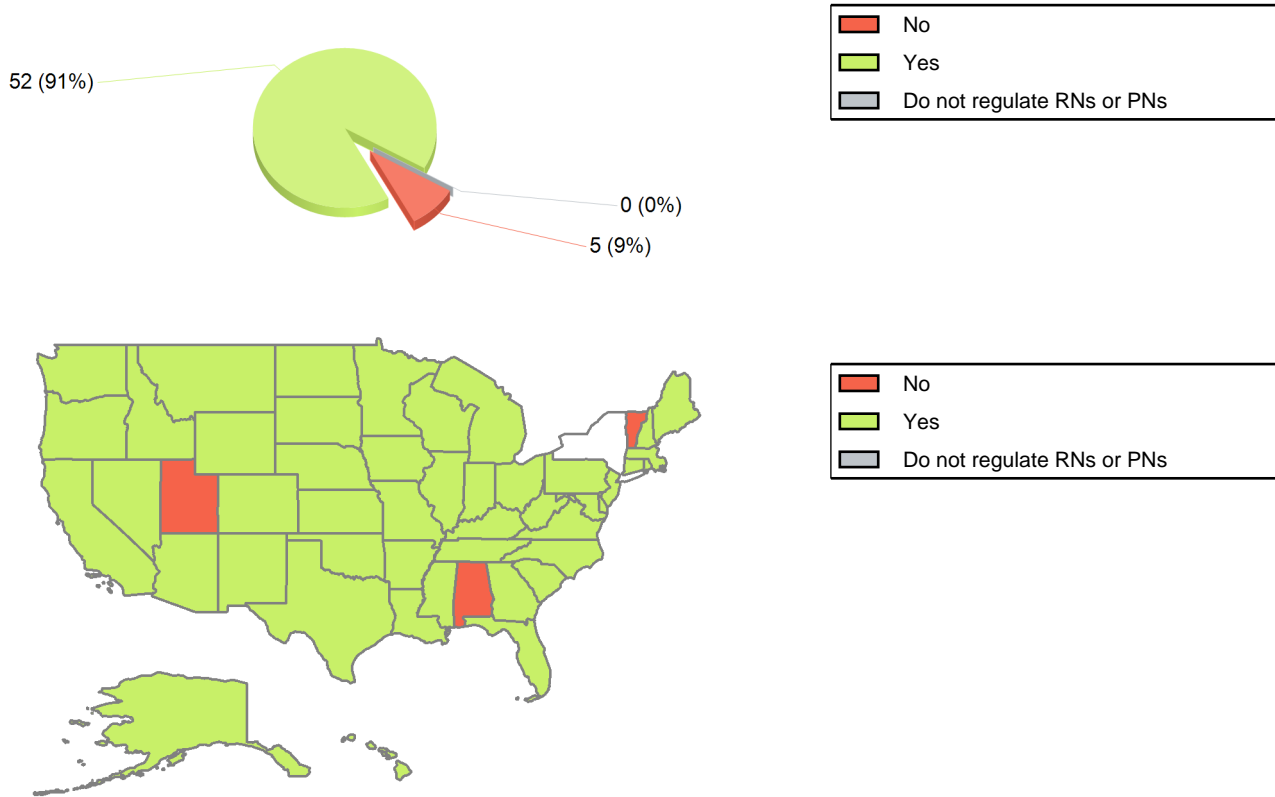 No
Yes
Do not regulate RNs or PNs
52 (91%)
0 (0%)
5 (9%)
No
Yes
Do not regulate RNs or PNs